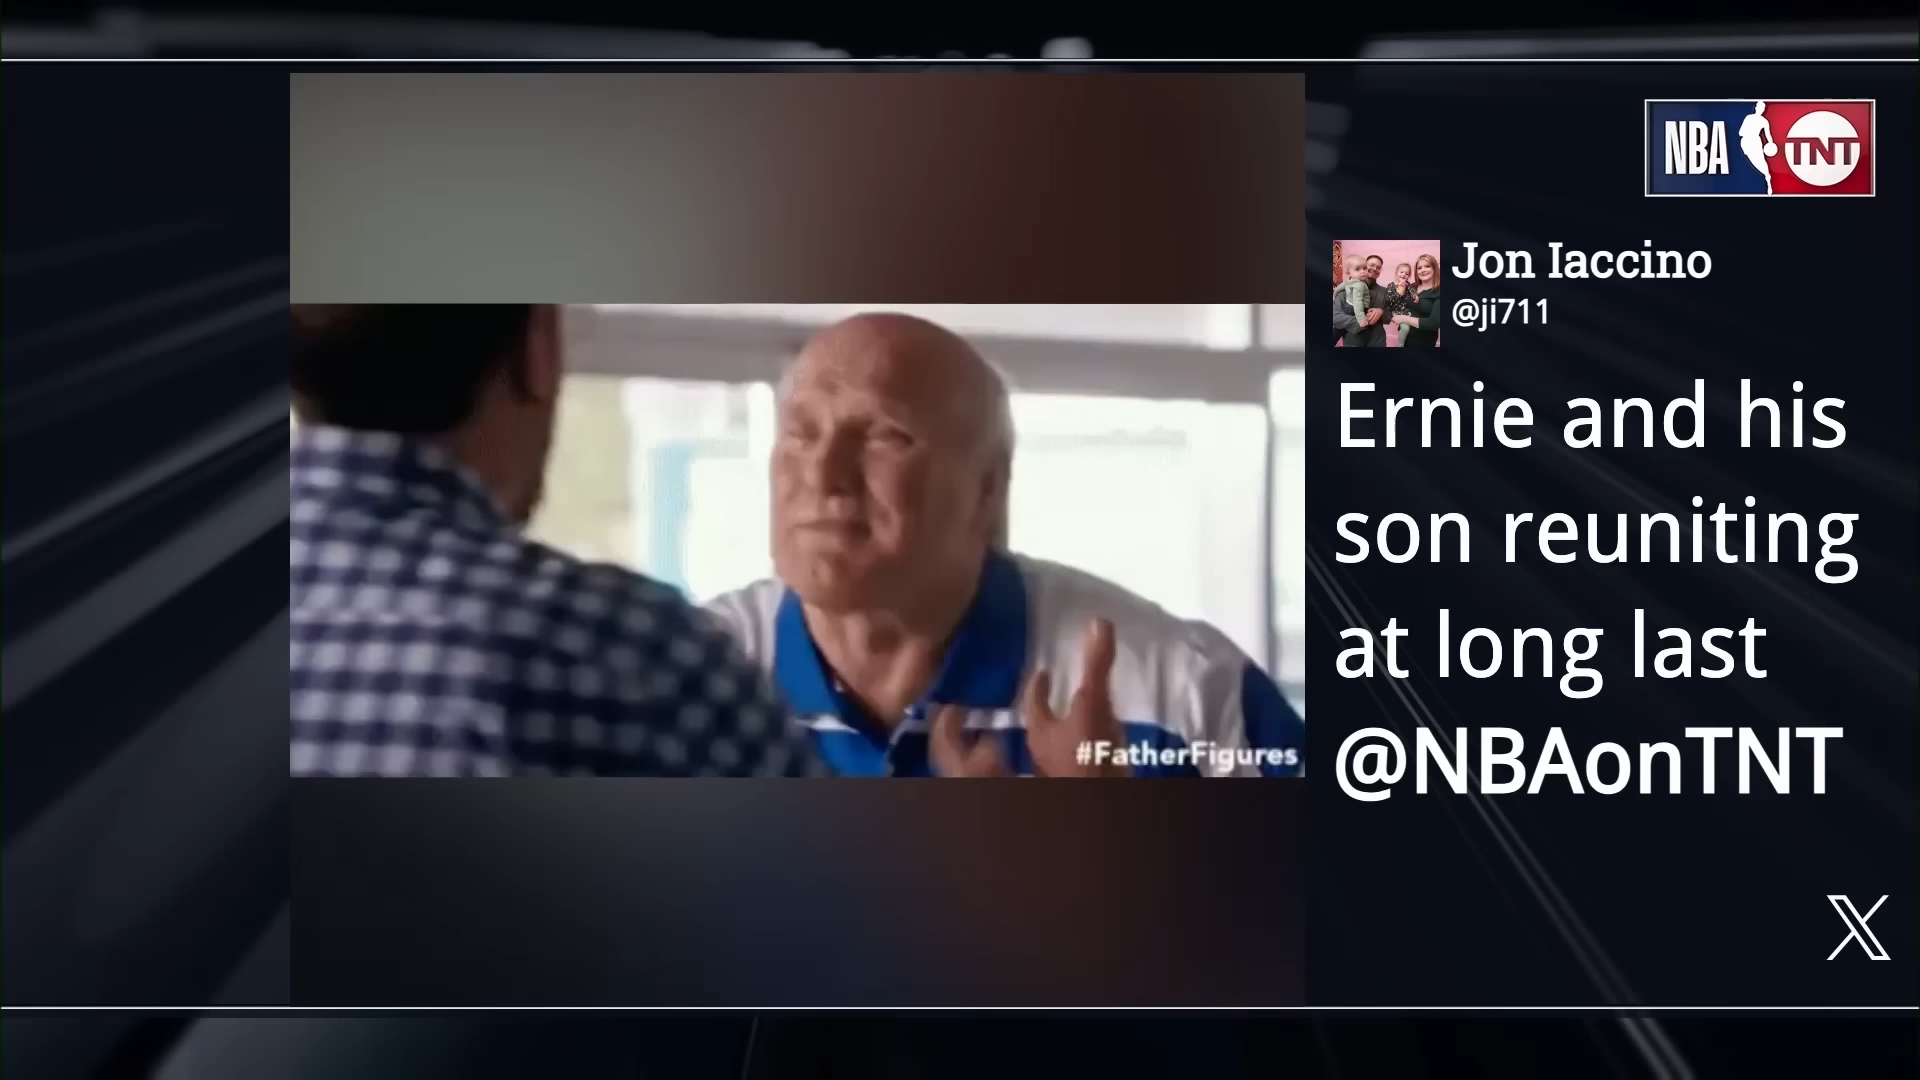 NBA TNT
Jon Iaccino
@ji711
Ernie and his
son reuniting
at long last
@NBAonTNT
#FatherFigures
X